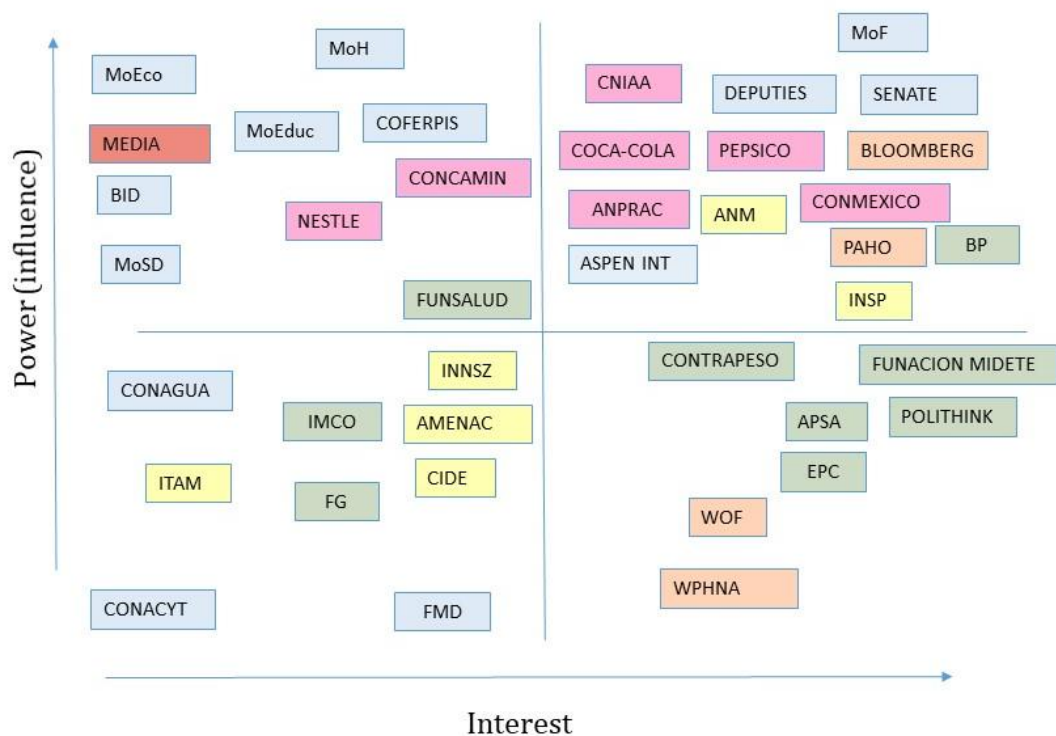 MoF
MoH
MoEco
CNIAA
DEPUTIES
SENATE
MoEduc
COFERPIS
MEDIA
COCA-COLA
PEPSICO
BLOOMBERG
CONCAMIN
BID
NESTLE
ANPRAC
ANM
CONMEXICO
PAHO
BP
MoSD
ASPEN INT
FUNSALUD
INSP
Power (influence)
CONTRAPESO
FUNACION MIDETE
INNSZ
CONAGUA
IMCO
AMENAC
APSA
POLITHINK
ITAM
CIDE
EPC
FG
WOF
WPHNA
CONACYT
FMD
Interest